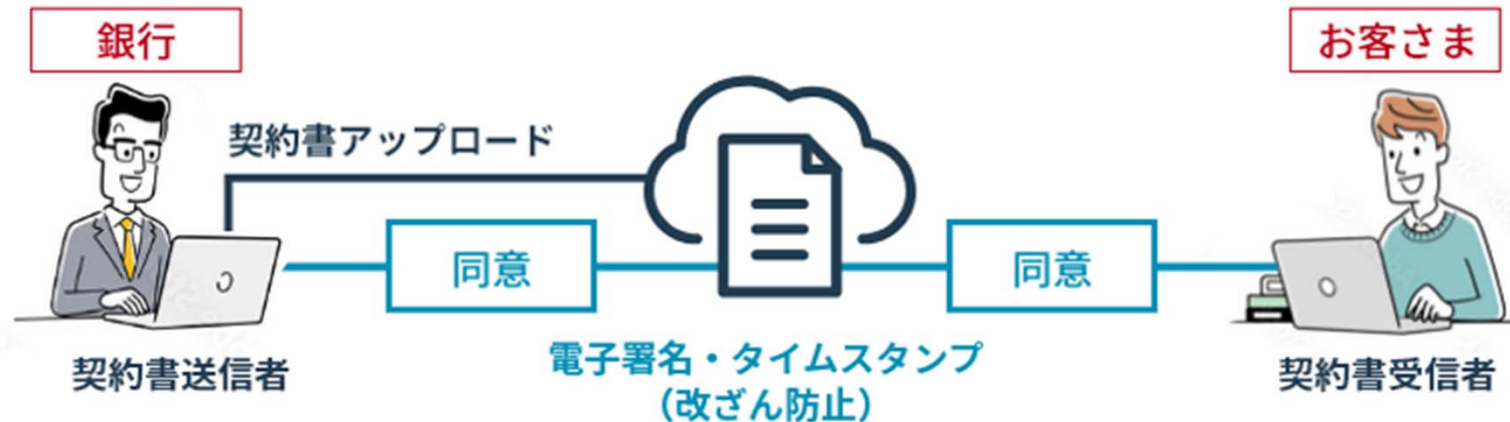 銀行
お客さま
契約書アップロード
同意
同意
電子署名・タイムスタンプ
（改ざん防止）
契約書送信者
契約書受信者